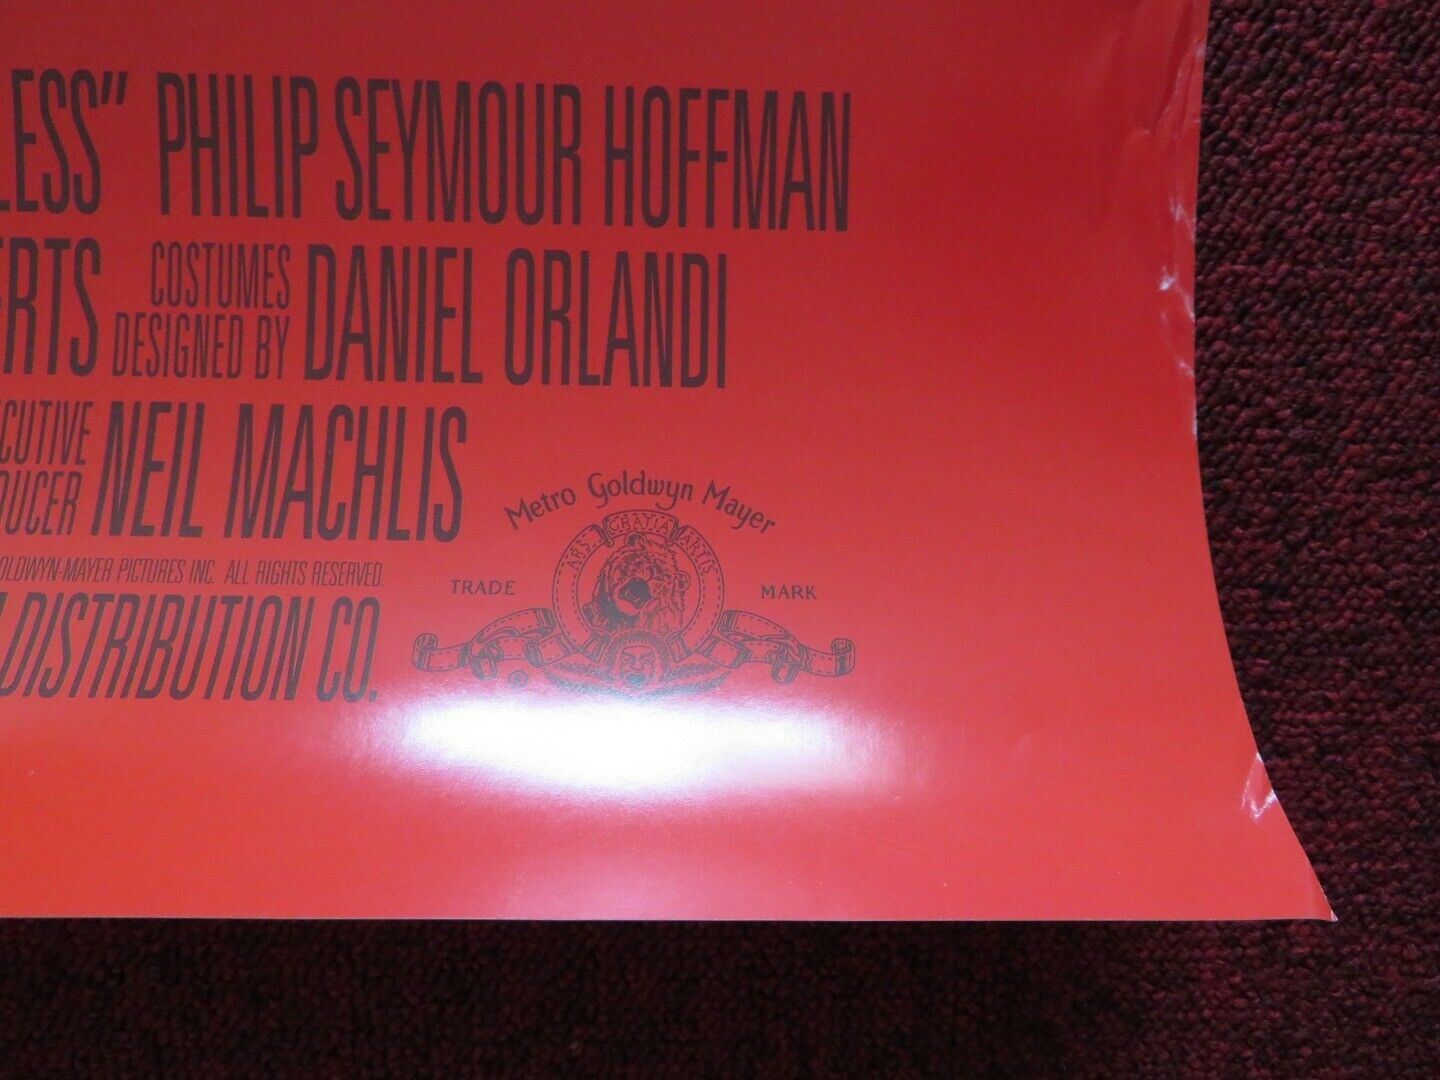 LESS" PHILIP SEYMOUR HOFFMAN
ERTS COSTUMES DESIGNED BY DANIEL ORLANDI
CUTIVE DUCER NEIL MACHLIS
OLDWYN-MAYER PICTURES INC. ALL RIGHTS RESERVED.
DISTRIBUTION CO.
Metro Goldwyn Mayer
ARS GRATIA ARTIS
TRADE MARK